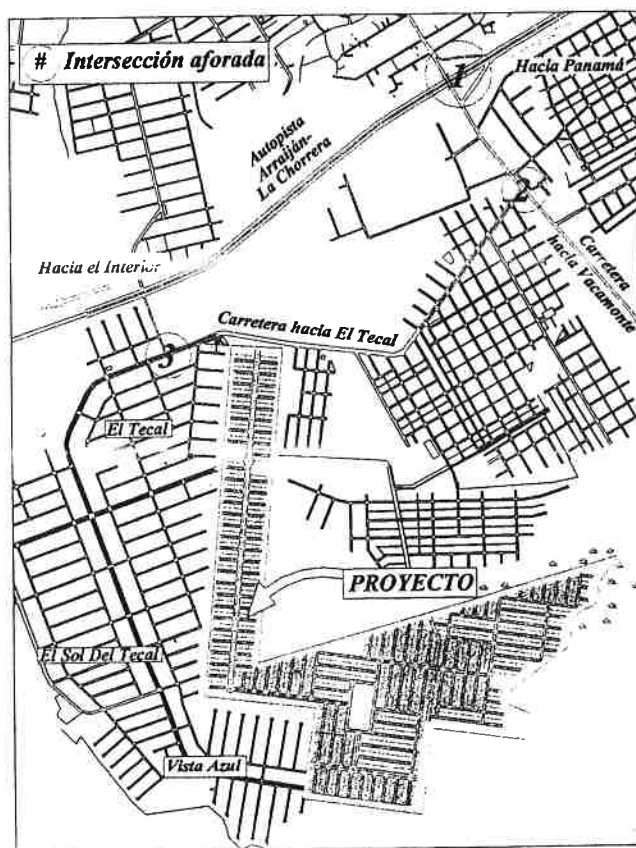 # Intersección aforada
1
Hacia Panamá
Autopista
Arraiján-
La Chorrera
2
Carretera
hacia Vacamonte
Hacia el Interior
Carretera hacia El Tecal
3
El Tecal
PROYECTO
El Sol Del Tecal
Vista Azul